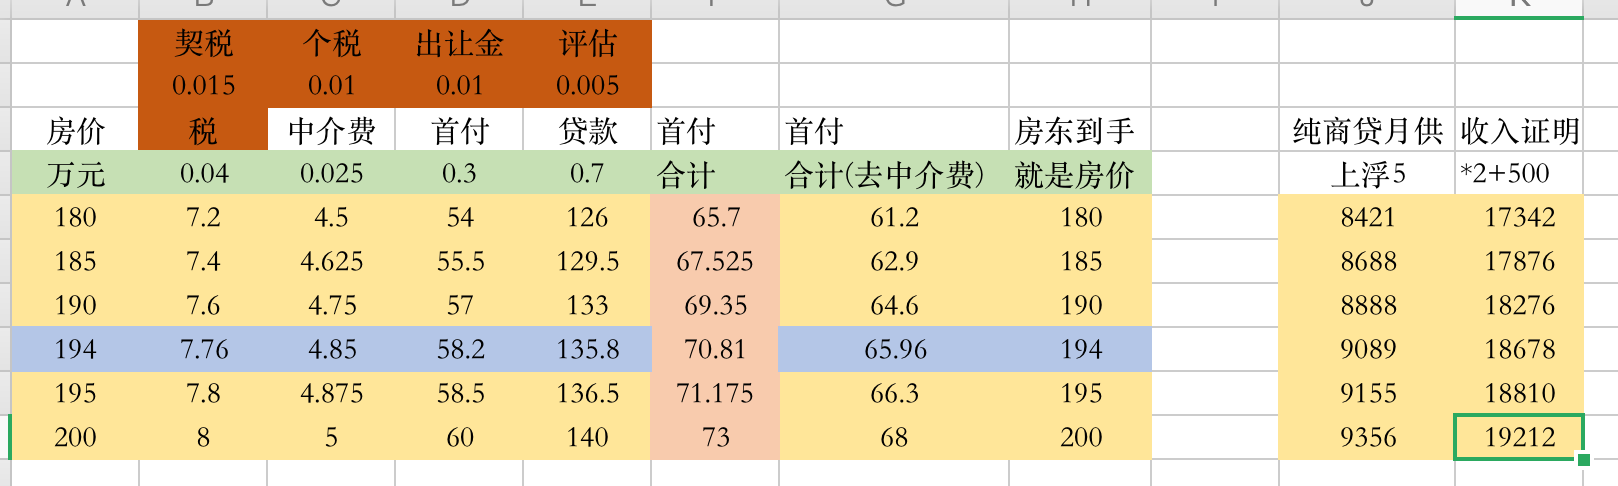 契税 个税 出让金 评估
0.015 0.01 0.01 0.005
房价 税 中介费 首付 贷款 首付 首付 房东到手 纯商贷月供 收入证明
万元 0.04 0.025 0.3 0.7 合计 合计(去中介费) 就是房价 上浮5 *2+500
180 7.2 4.5 54 126 65.7 61.2 180 8421 17342
185 7.4 4.625 55.5 129.5 67.525 62.9 185 8688 17876
190 7.6 4.75 57 133 69.35 64.6 190 8888 18276
194 7.76 4.85 58.2 135.8 70.81 65.96 194 9089 18678
195 7.8 4.875 58.5 136.5 71.175 66.3 195 9155 18810
200 8 5 60 140 73 68 200 9356 19212